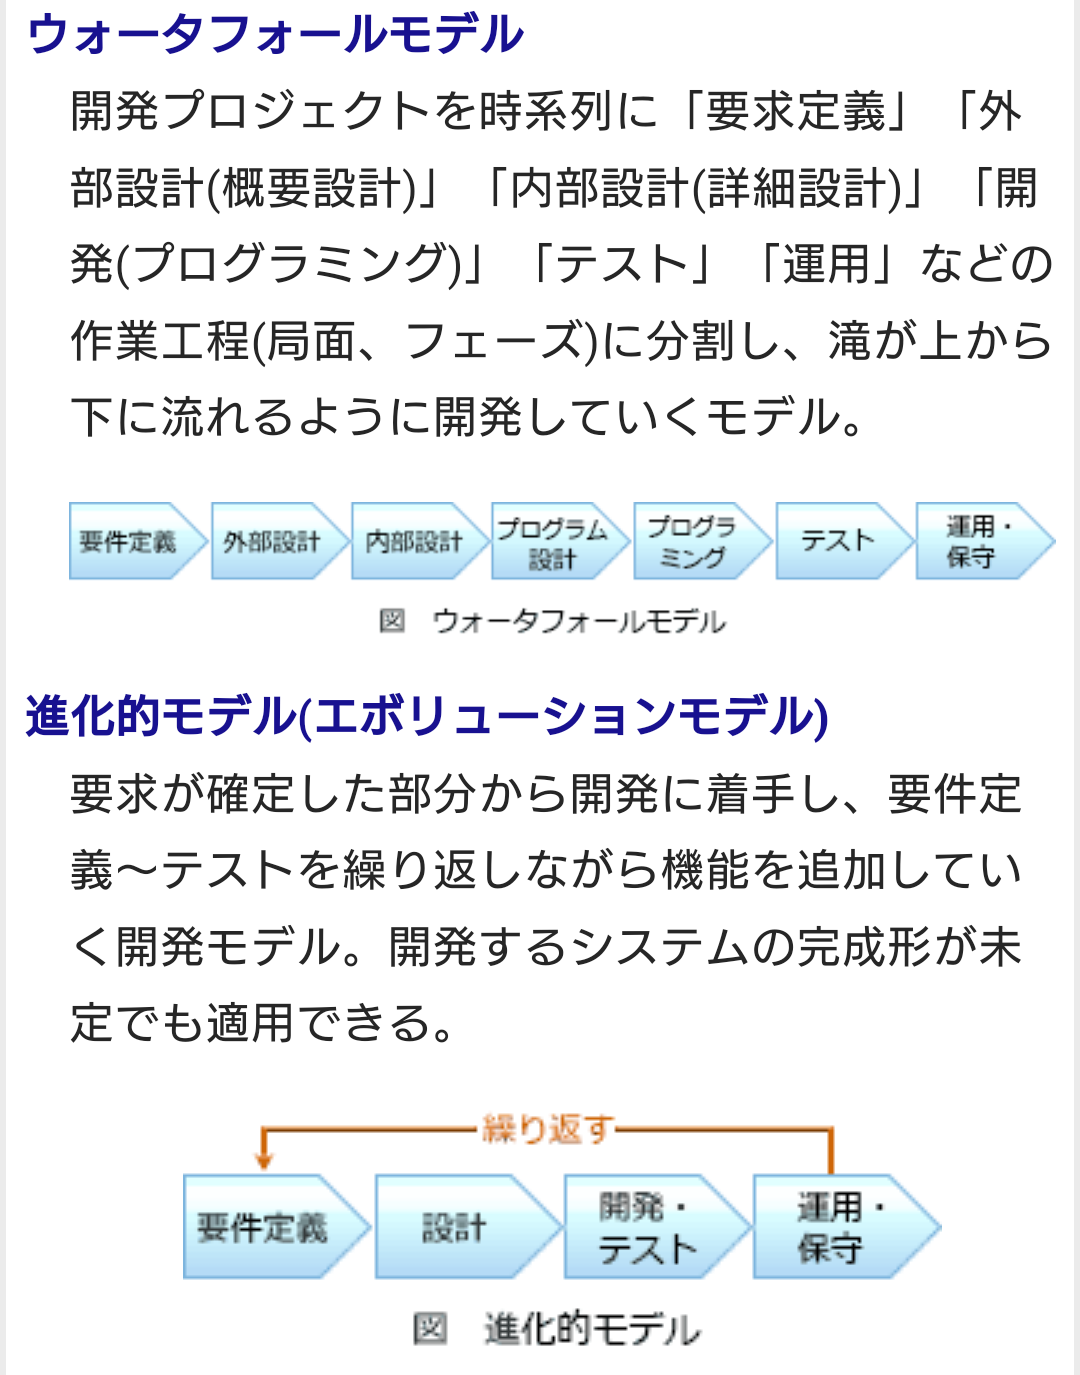 ウォータフォールモデル
開発プロジェクトを時系列に「要求定義」「外
部設計(概要設計)」「内部設計(詳細設計)」「開
発(プログラミング)」「テスト」「運用」などの
作業工程(局面、フェーズ)に分割し、滝が上から
下に流れるように開発していくモデル。
要件定義
外部設計
内部設計
プログラム
設計
プログラ
ミング
テスト
運用・
保守
図 ウォータフォールモデル
進化的モデル(エボリューションモデル)
要求が確定した部分から開発に着手し、要件定
義～テストを繰り返しながら機能を追加してい
く開発モデル。開発するシステムの完成形が未
定でも適用できる。
繰り返す
要件定義
設計
開発・
テスト
運用・
保守
図 進化的モデル